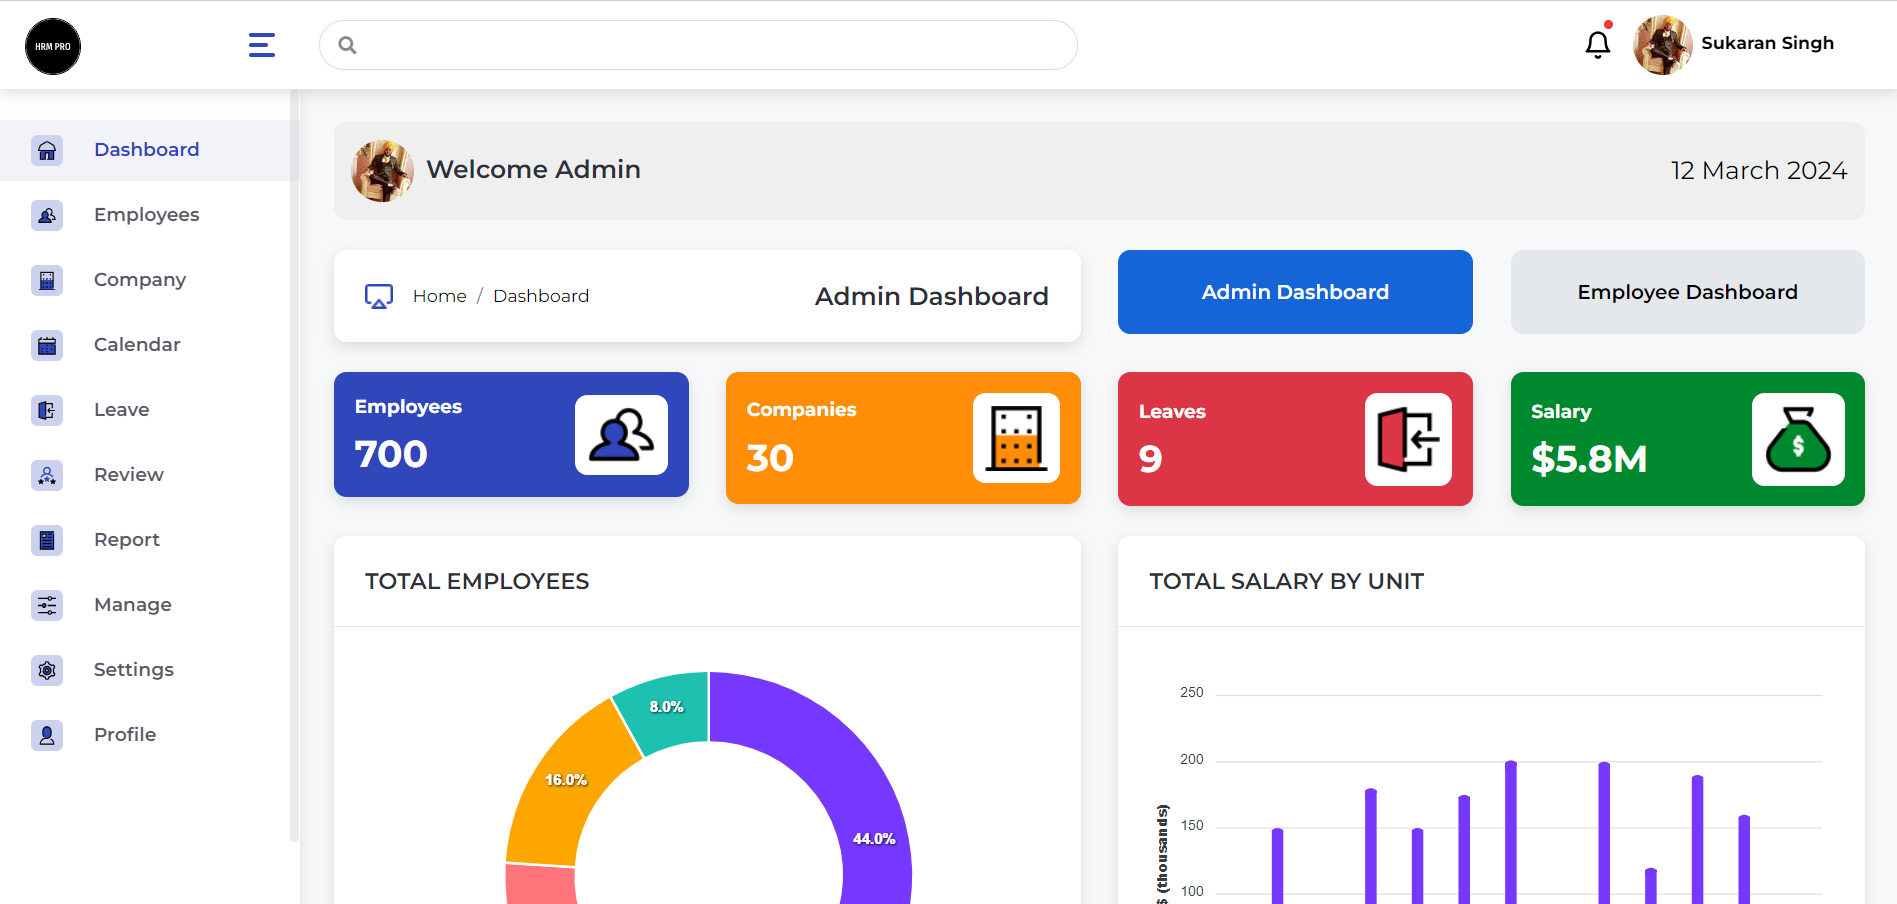 HRM PRO
Sukaran Singh
Dashboard
Employees
Company
Calendar
Leave
Review
Report
Manage
Settings
Profile
Welcome Admin
12 March 2024
Home / Dashboard
Admin Dashboard
Admin Dashboard
Employee Dashboard
Employees
700
Companies
30
Leaves
9
Salary
$5.8M
$
TOTAL EMPLOYEES
8.0%
16.0%
44.0%
TOTAL SALARY BY UNIT
250
200
150
100
$ (thousands)